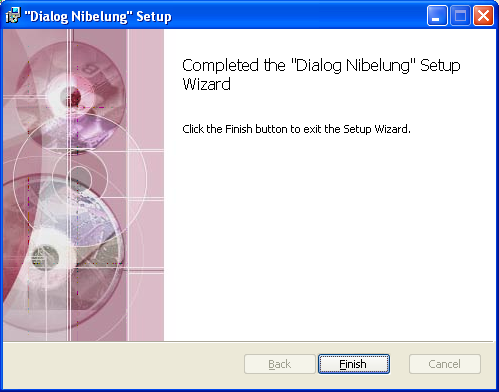 "Dialog Nibelung" Setup
Completed the "Dialog Nibelung" Setup
Wizard
Click the Finish button to exit the Setup Wizard.
Back
Finish
Cancel